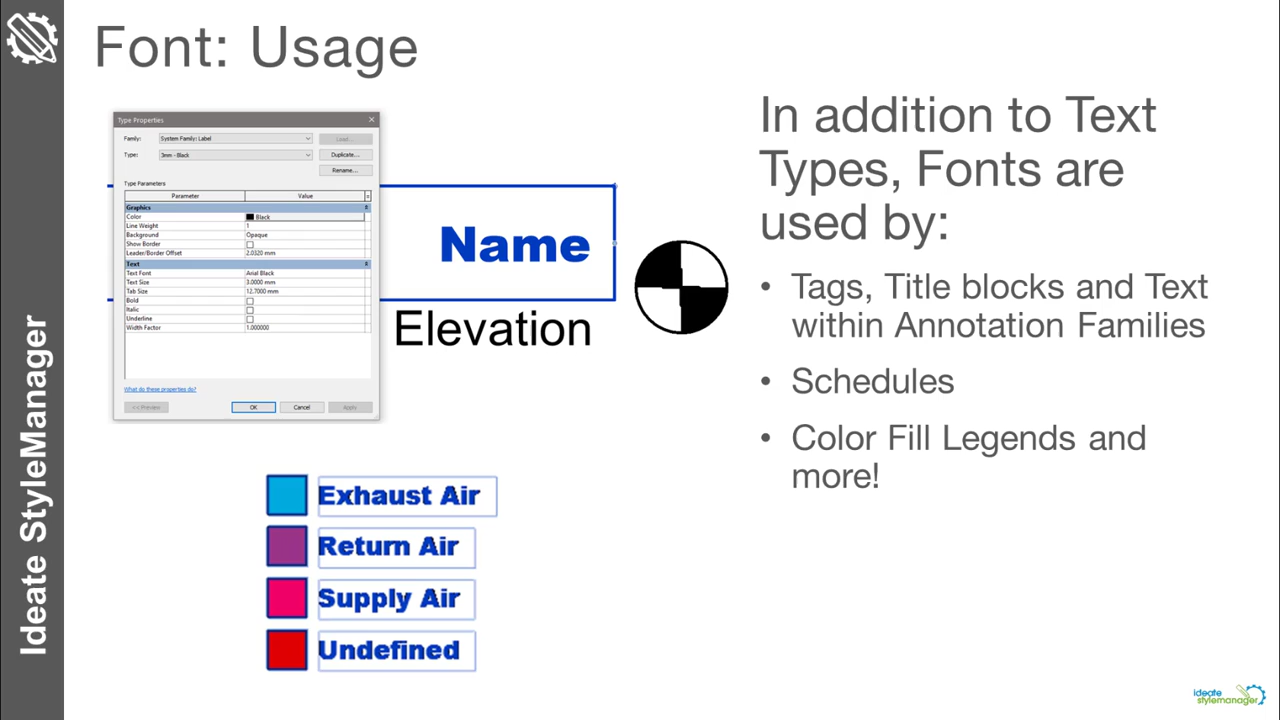 Ideate StyleManager
Font: Usage
Type Properties
Family: System Family: Label Load...
Type: 3mm - Black Duplicate...
Rename...
Type Parameters
Parameter Value =
Graphics
Color Black
Line Weight 1
Background Opaque
Show Border
Leader/Border Offset 2.0320 mm
Text
Text Font Arial Black
Text Size 3.0000 mm
Tab Size 12.7000 mm
Bold
Italic
Underline
Width Factor 1.000000
What do these properties do?
<< Preview OK Cancel Apply
Name
Elevation
Exhaust Air
Return Air
Supply Air
Undefined
In addition to Text
Types, Fonts are
used by:
• Tags, Title blocks and Text
within Annotation Families
• Schedules
• Color Fill Legends and
more!
ideate
stylemanager